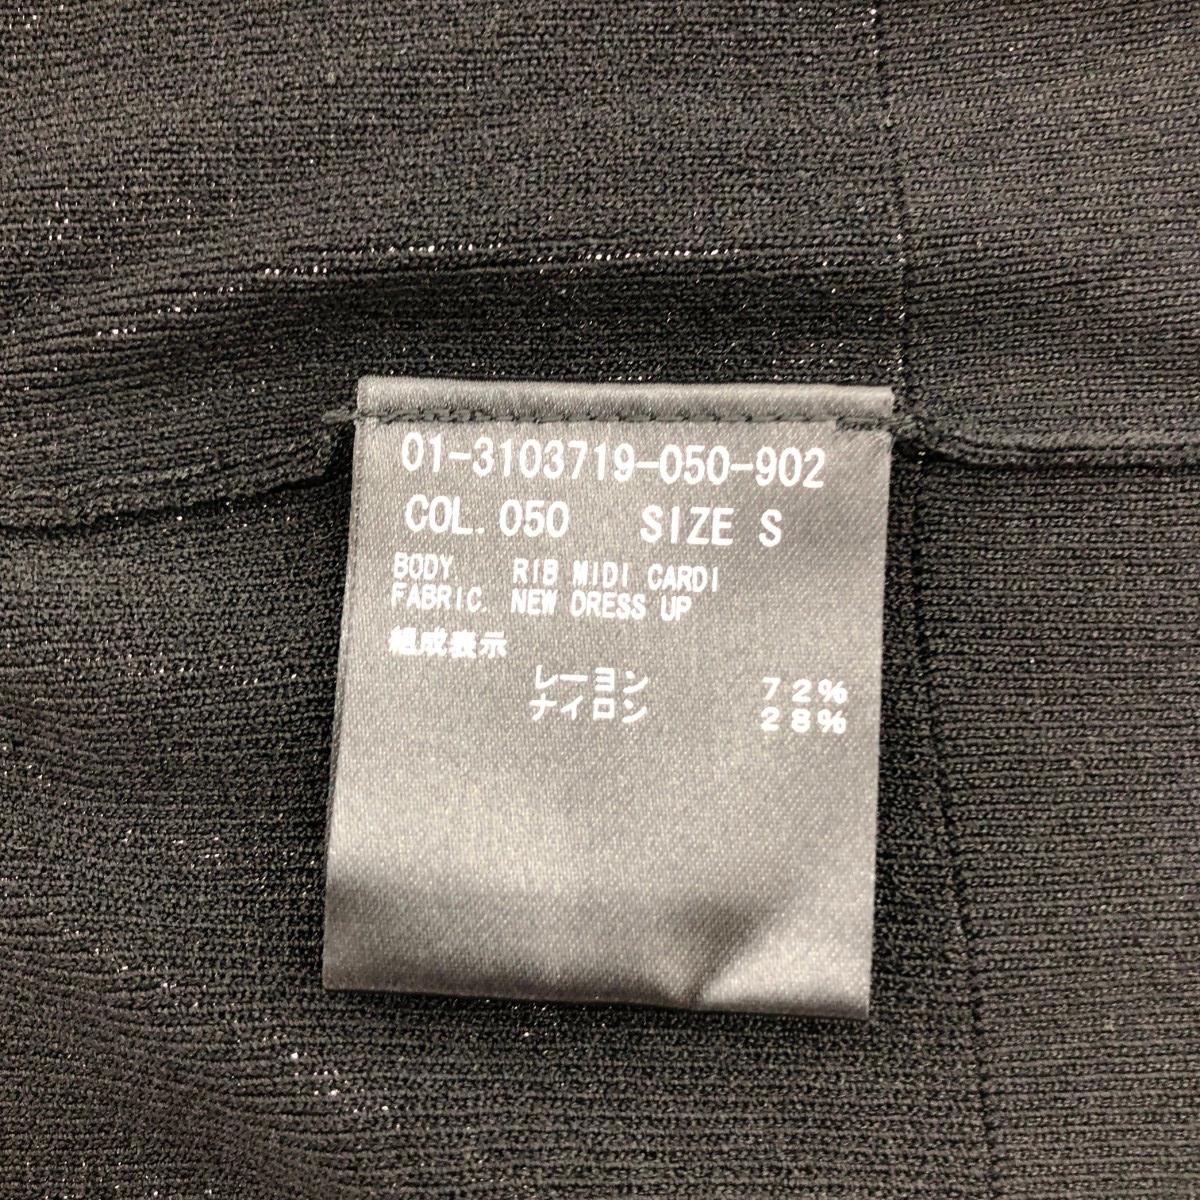 01-3103719-050-902
COL. 050 SIZE S
BODY RIB MIDI CARDI
FABRIC. NEW DRESS UP
組成表示
レーヨン 72%
ナイロン 28%